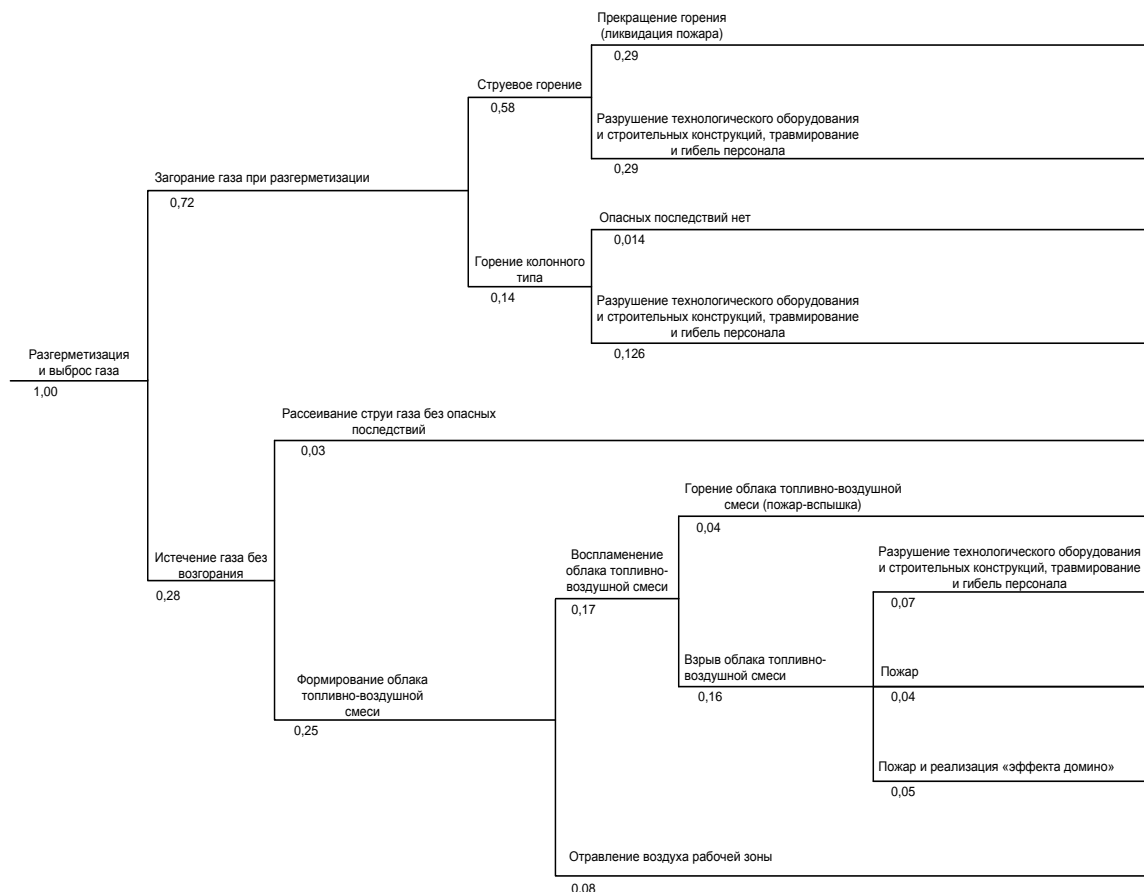 Прекращение горения
(ликвидация пожара)
0,29
Струевое горение
0,58
Разрушение технологического оборудования
и строительных конструкций, травмирование
и гибель персонала
0,29
Загорание газа при разгерметизации
0,72
Опасных последствий нет
0,014
Горение колонного
типа
0,14
Разрушение технологического оборудования
и строительных конструкций, травмирование
и гибель персонала
0,126
Разгерметизация
и выброс газа
1,00
Рассеивание струи газа без опасных
последствий
0,03
Горение облака топливно-воздушной
смеси (пожар-вспышка)
0,04
Истечение газа без
возгорания
0,28
Воспламенение
облака топливно-
воздушной смеси
0,17
Разрушение технологического оборудования
и строительных конструкций, травмирование
и гибель персонала
0,07
Взрыв облака топливно-
воздушной смеси
0,16
Пожар
0,04
Формирование облака
топливно-воздушной
смеси
0,25
Пожар и реализация «эффекта домино»
0,05
Отравление воздуха рабочей зоны
0,08